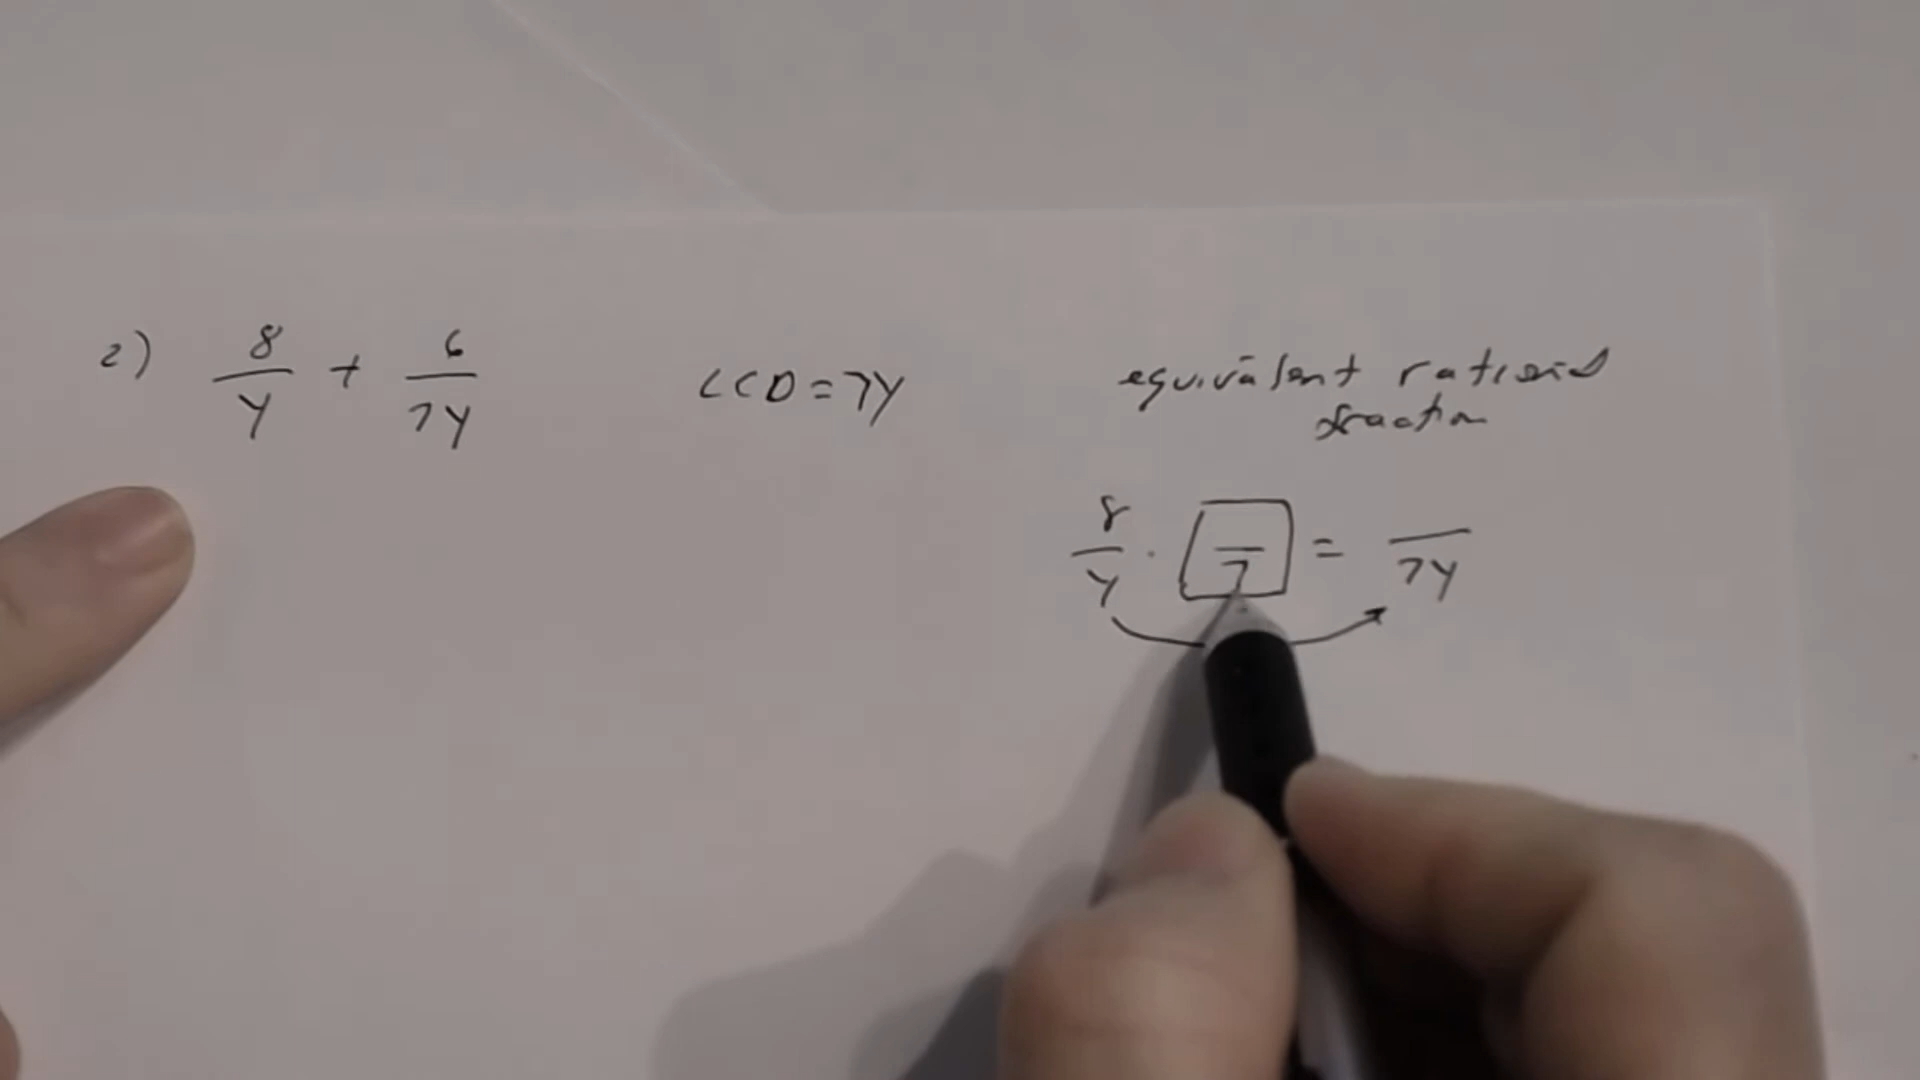 2) 8/y + 6/7y
LCD = 7y
equivalent rational
fraction
8/y · [ /7] = /7y